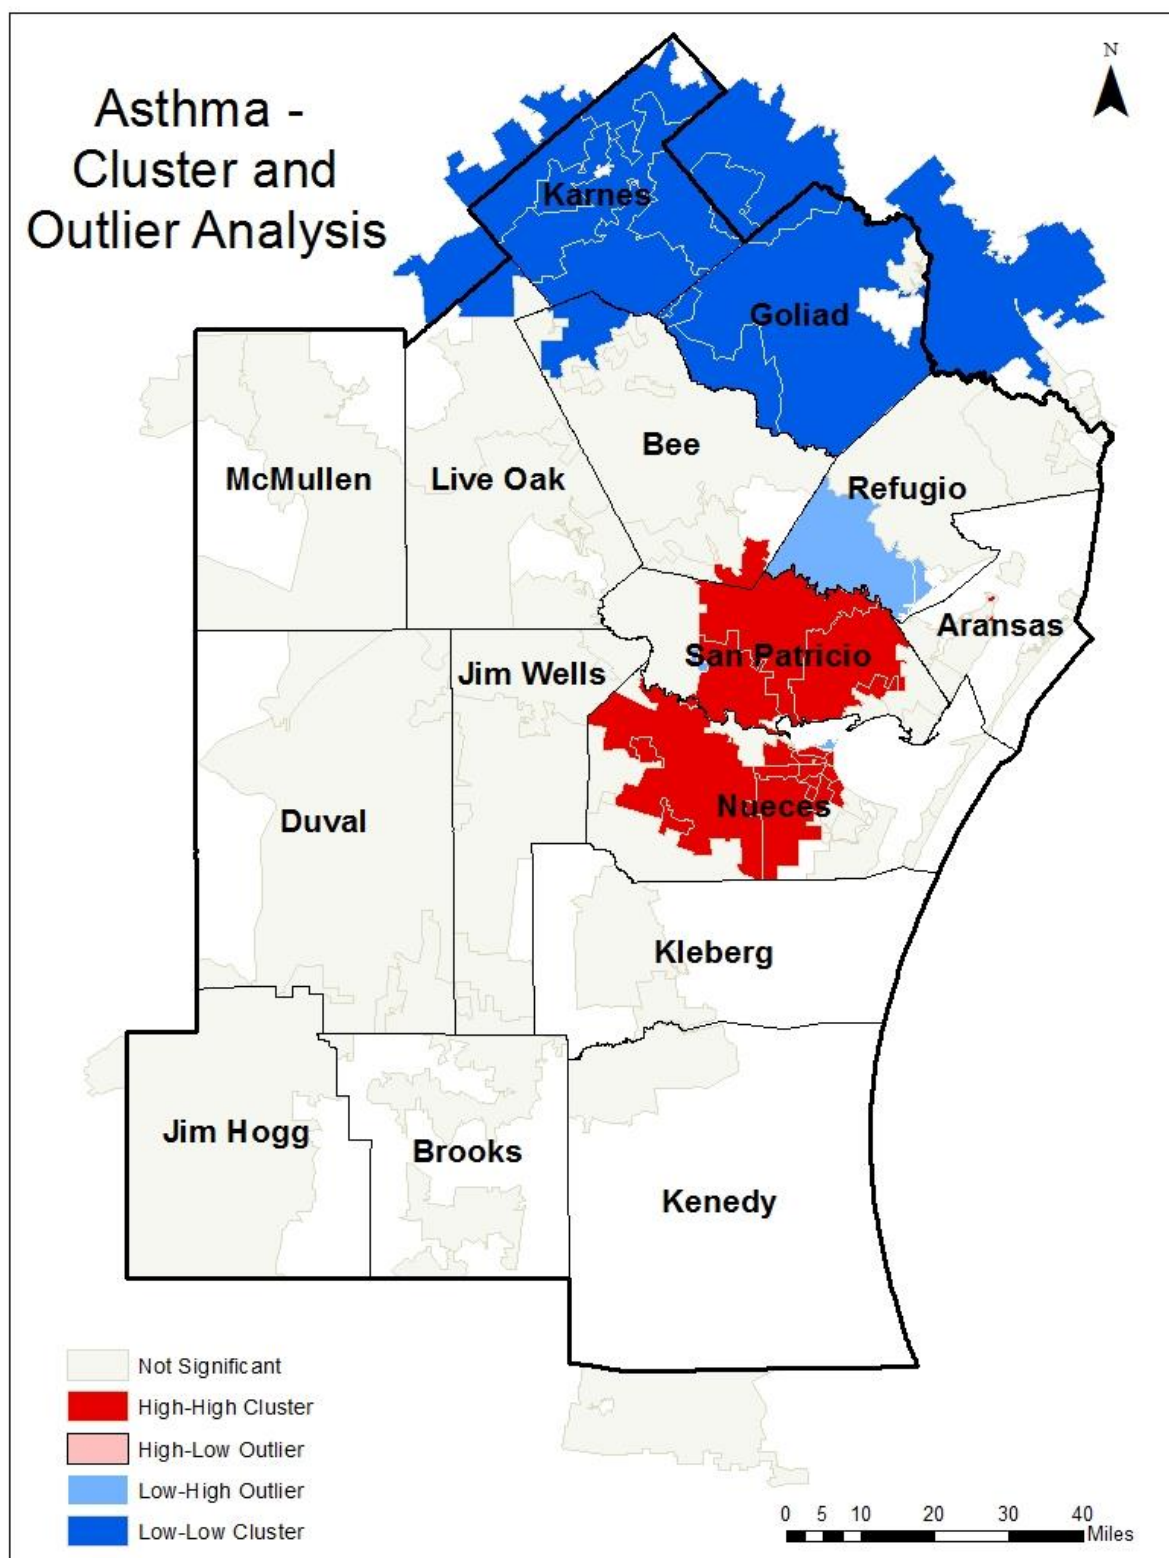 Asthma -
Cluster and
Outlier Analysis
N
Karnes
Goliad
Bee
McMullen
Live Oak
Refugio
Aransas
San Patricio
Jim Wells
Nueces
Duval
Kleberg
Jim Hogg
Brooks
Kenedy
Not Significant
High-High Cluster
High-Low Outlier
Low-High Outlier
Low-Low Cluster
0 5 10 20 30 40
Miles